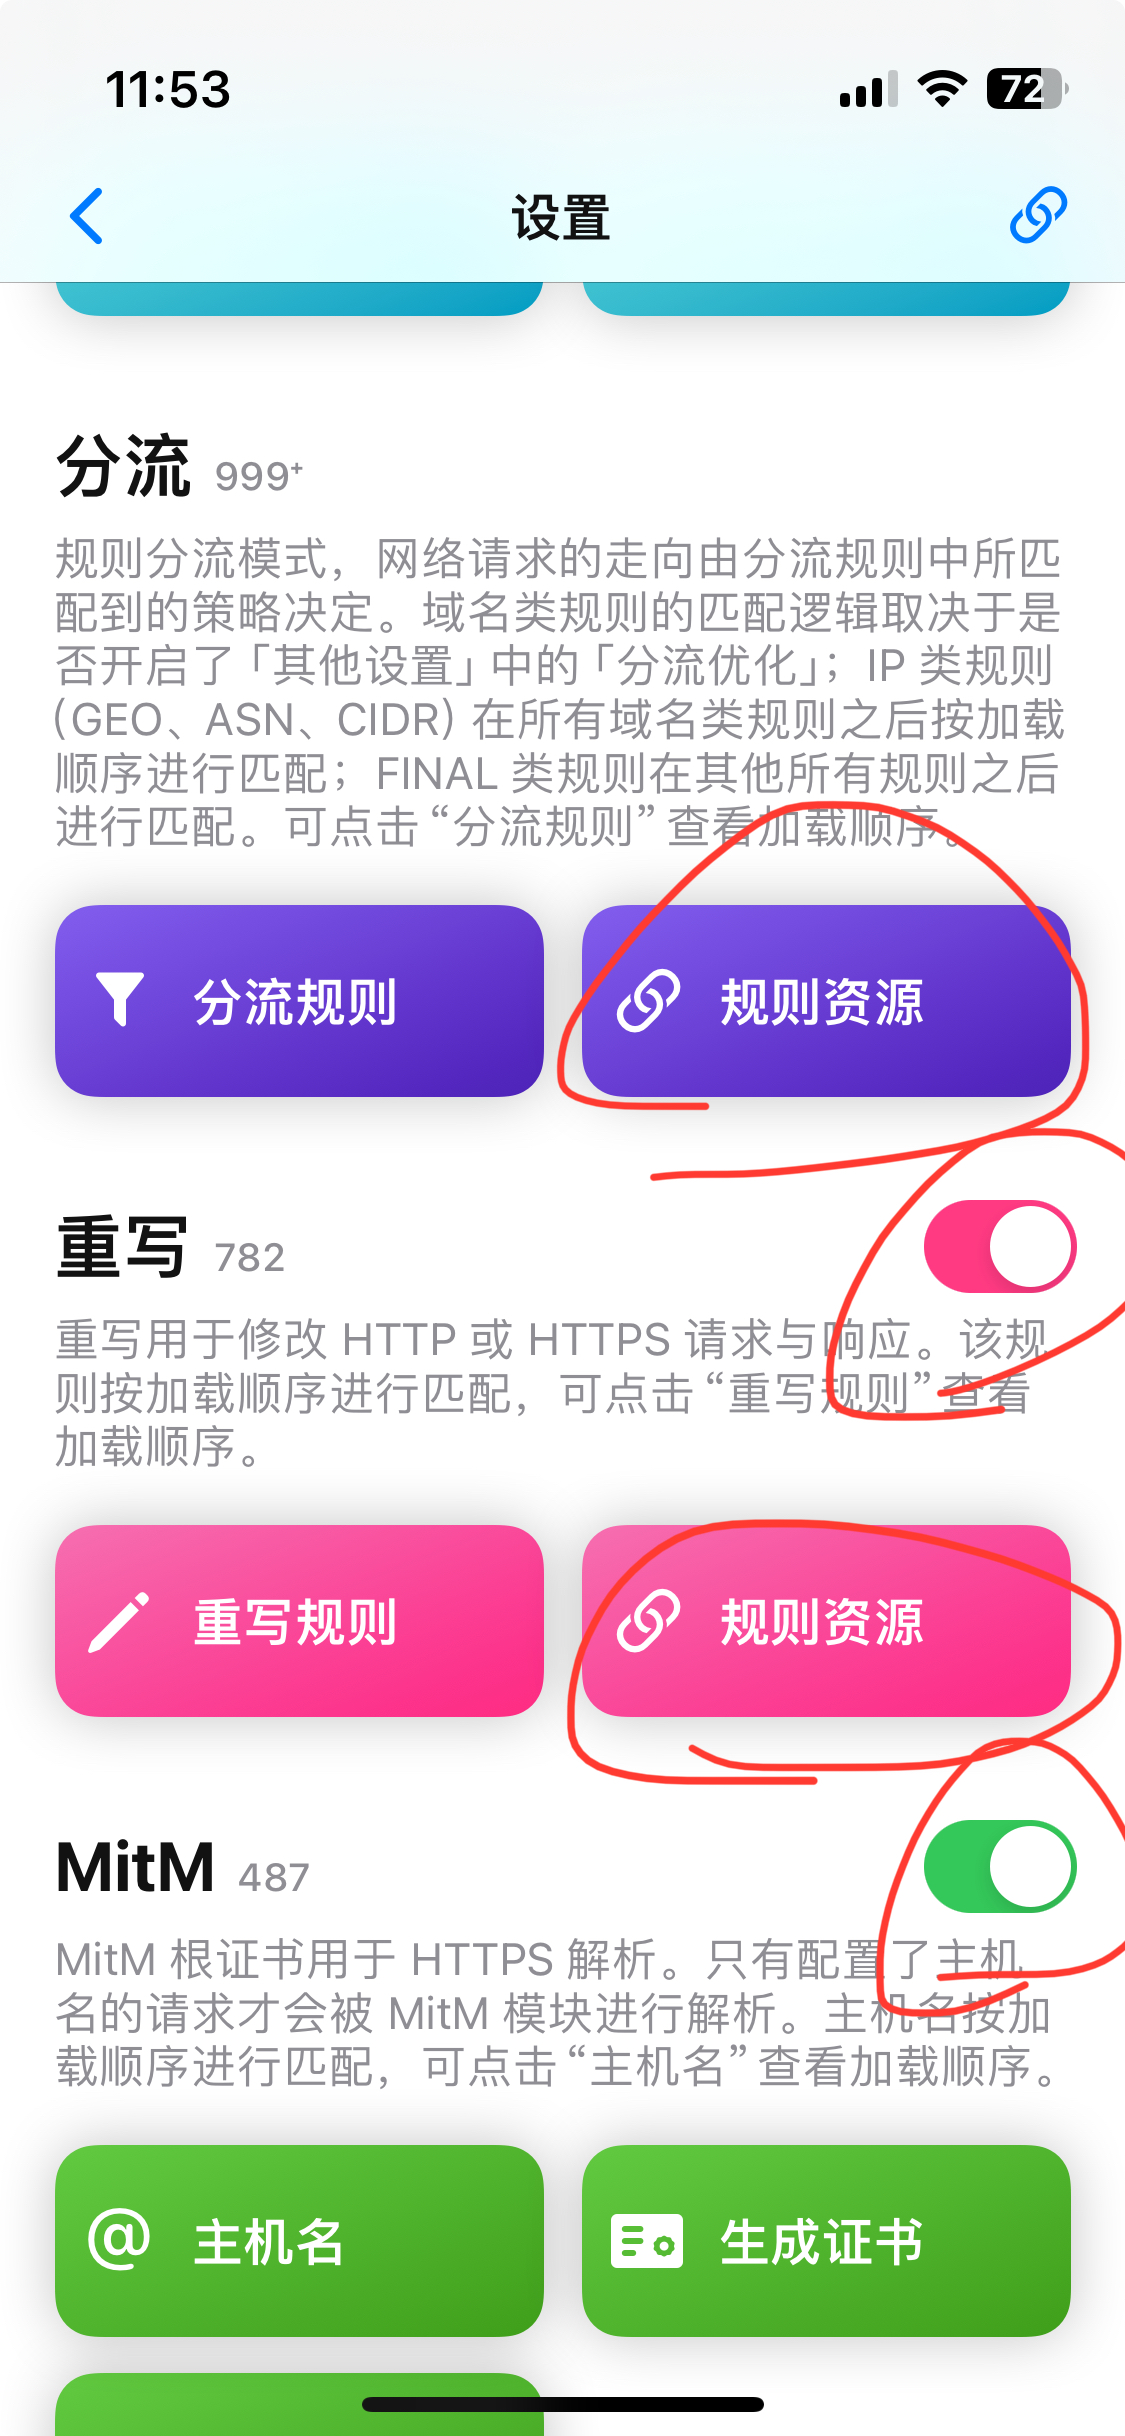 11:53
72
设置
分流 999+
规则分流模式，网络请求的走向由分流规则中所匹
配到的策略决定。域名类规则的匹配逻辑取决于是
否开启了「其他设置」中的「分流优化」；IP 类规则
(GEO、ASN、CIDR) 在所有域名类规则之后按加载
顺序进行匹配；FINAL 类规则在其他所有规则之后
进行匹配。可点击 “分流规则” 查看加载顺序。
分流规则
规则资源
重写 782
重写用于修改 HTTP 或 HTTPS 请求与响应。该规
则按加载顺序进行匹配，可点击 “重写规则” 查看
加载顺序。
重写规则
规则资源
MitM 487
MitM 根证书用于 HTTPS 解析。只有配置了主机
名的请求才会被 MitM 模块进行解析。主机名按加
载顺序进行匹配，可点击 “主机名” 查看加载顺序。
@ 主机名
生成证书